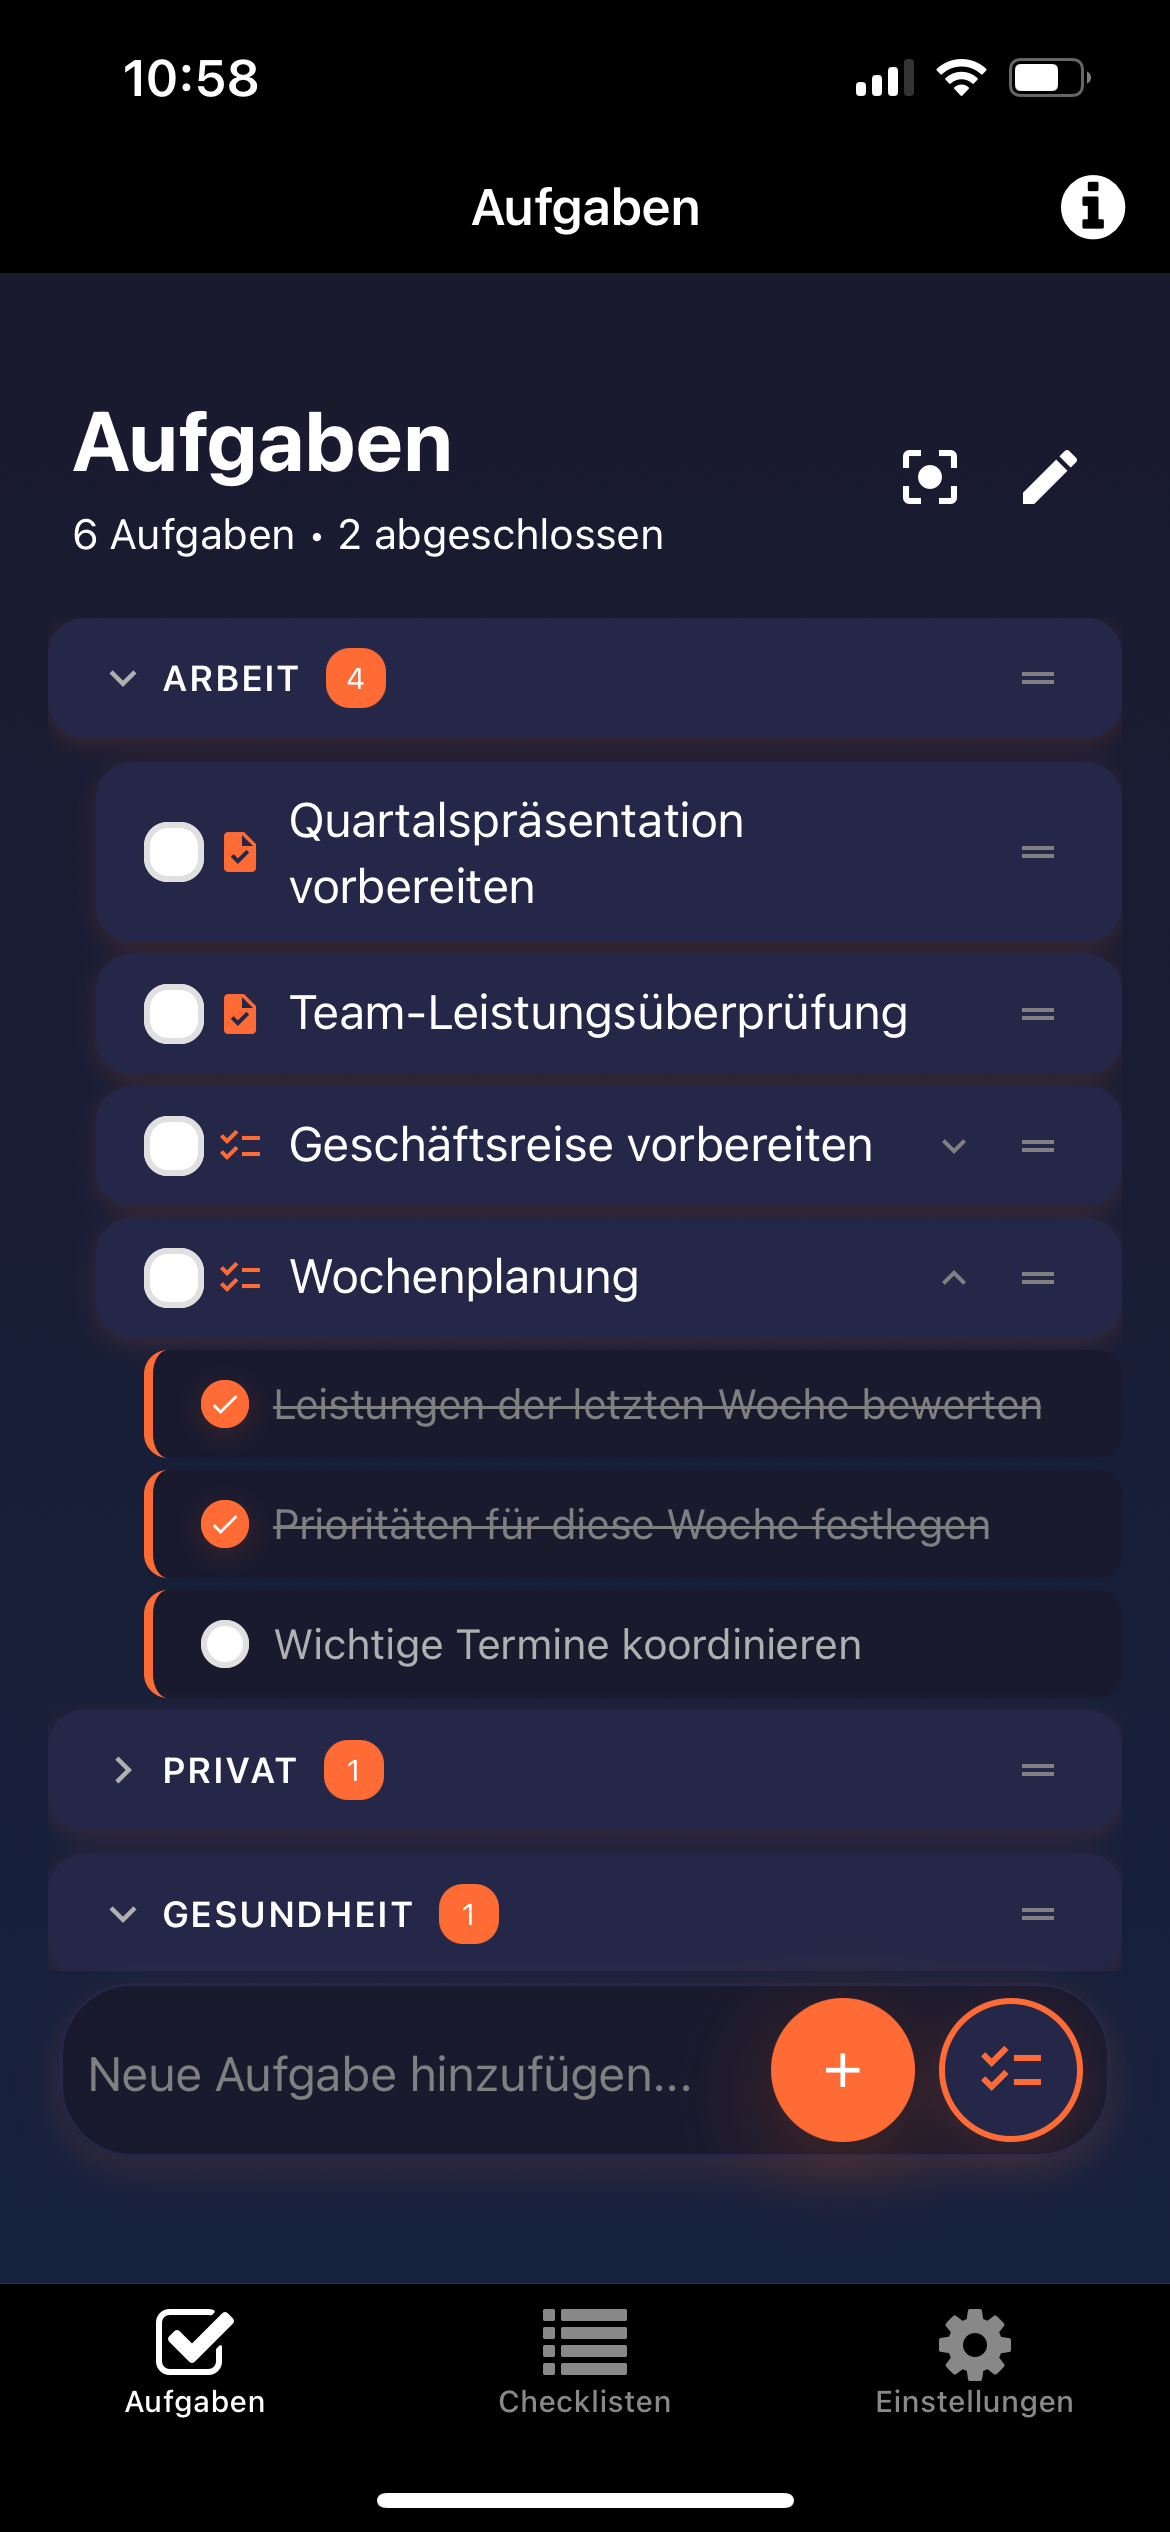 10:58
Aufgaben
Aufgaben
6 Aufgaben • 2 abgeschlossen
ARBEIT 4
Quartalspräsentation
vorbereiten
Team-Leistungsüberprüfung
Geschäftsreise vorbereiten
Wochenplanung
Leistungen der letzten Woche bewerten
Prioritäten für diese Woche festlegen
Wichtige Termine koordinieren
PRIVAT 1
GESUNDHEIT 1
Neue Aufgabe hinzufügen...
Aufgaben
Checklisten
Einstellungen